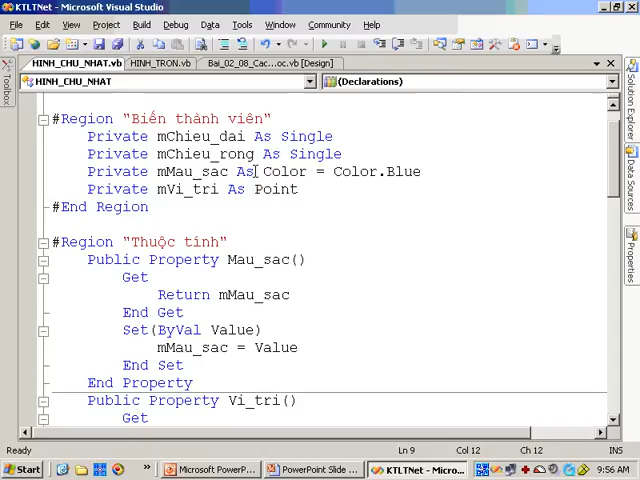 KTLTNet - Microsoft Visual Studio
File Edit View Project Build Debug Data Tools Window Community Help
HINH_CHU_NHAT.vb HINH_TRON.vb Bai_02_08_Cac...oc.vb [Design]
Toolbox
HINH_CHU_NHAT (Declarations)
#Region "Biến thành viên"
Private mChieu_dai As Single
Private mChieu_rong As Single
Private mMau_sac As Color = Color.Blue
Private mVi_tri As Point
#End Region
#Region "Thuộc tính"
Public Property Mau_sac()
Get
Return mMau_sac
End Get
Set(ByVal Value)
mMau_sac = Value
End Set
End Property
Public Property Vi_tri()
Get
Solution Explorer
Data Sources
Properties
Ready Ln 9 Col 12 Ch 12 INS
Start » Microsoft PowerP... PowerPoint Slide ... KTLTNet - Micro... 9:56 AM